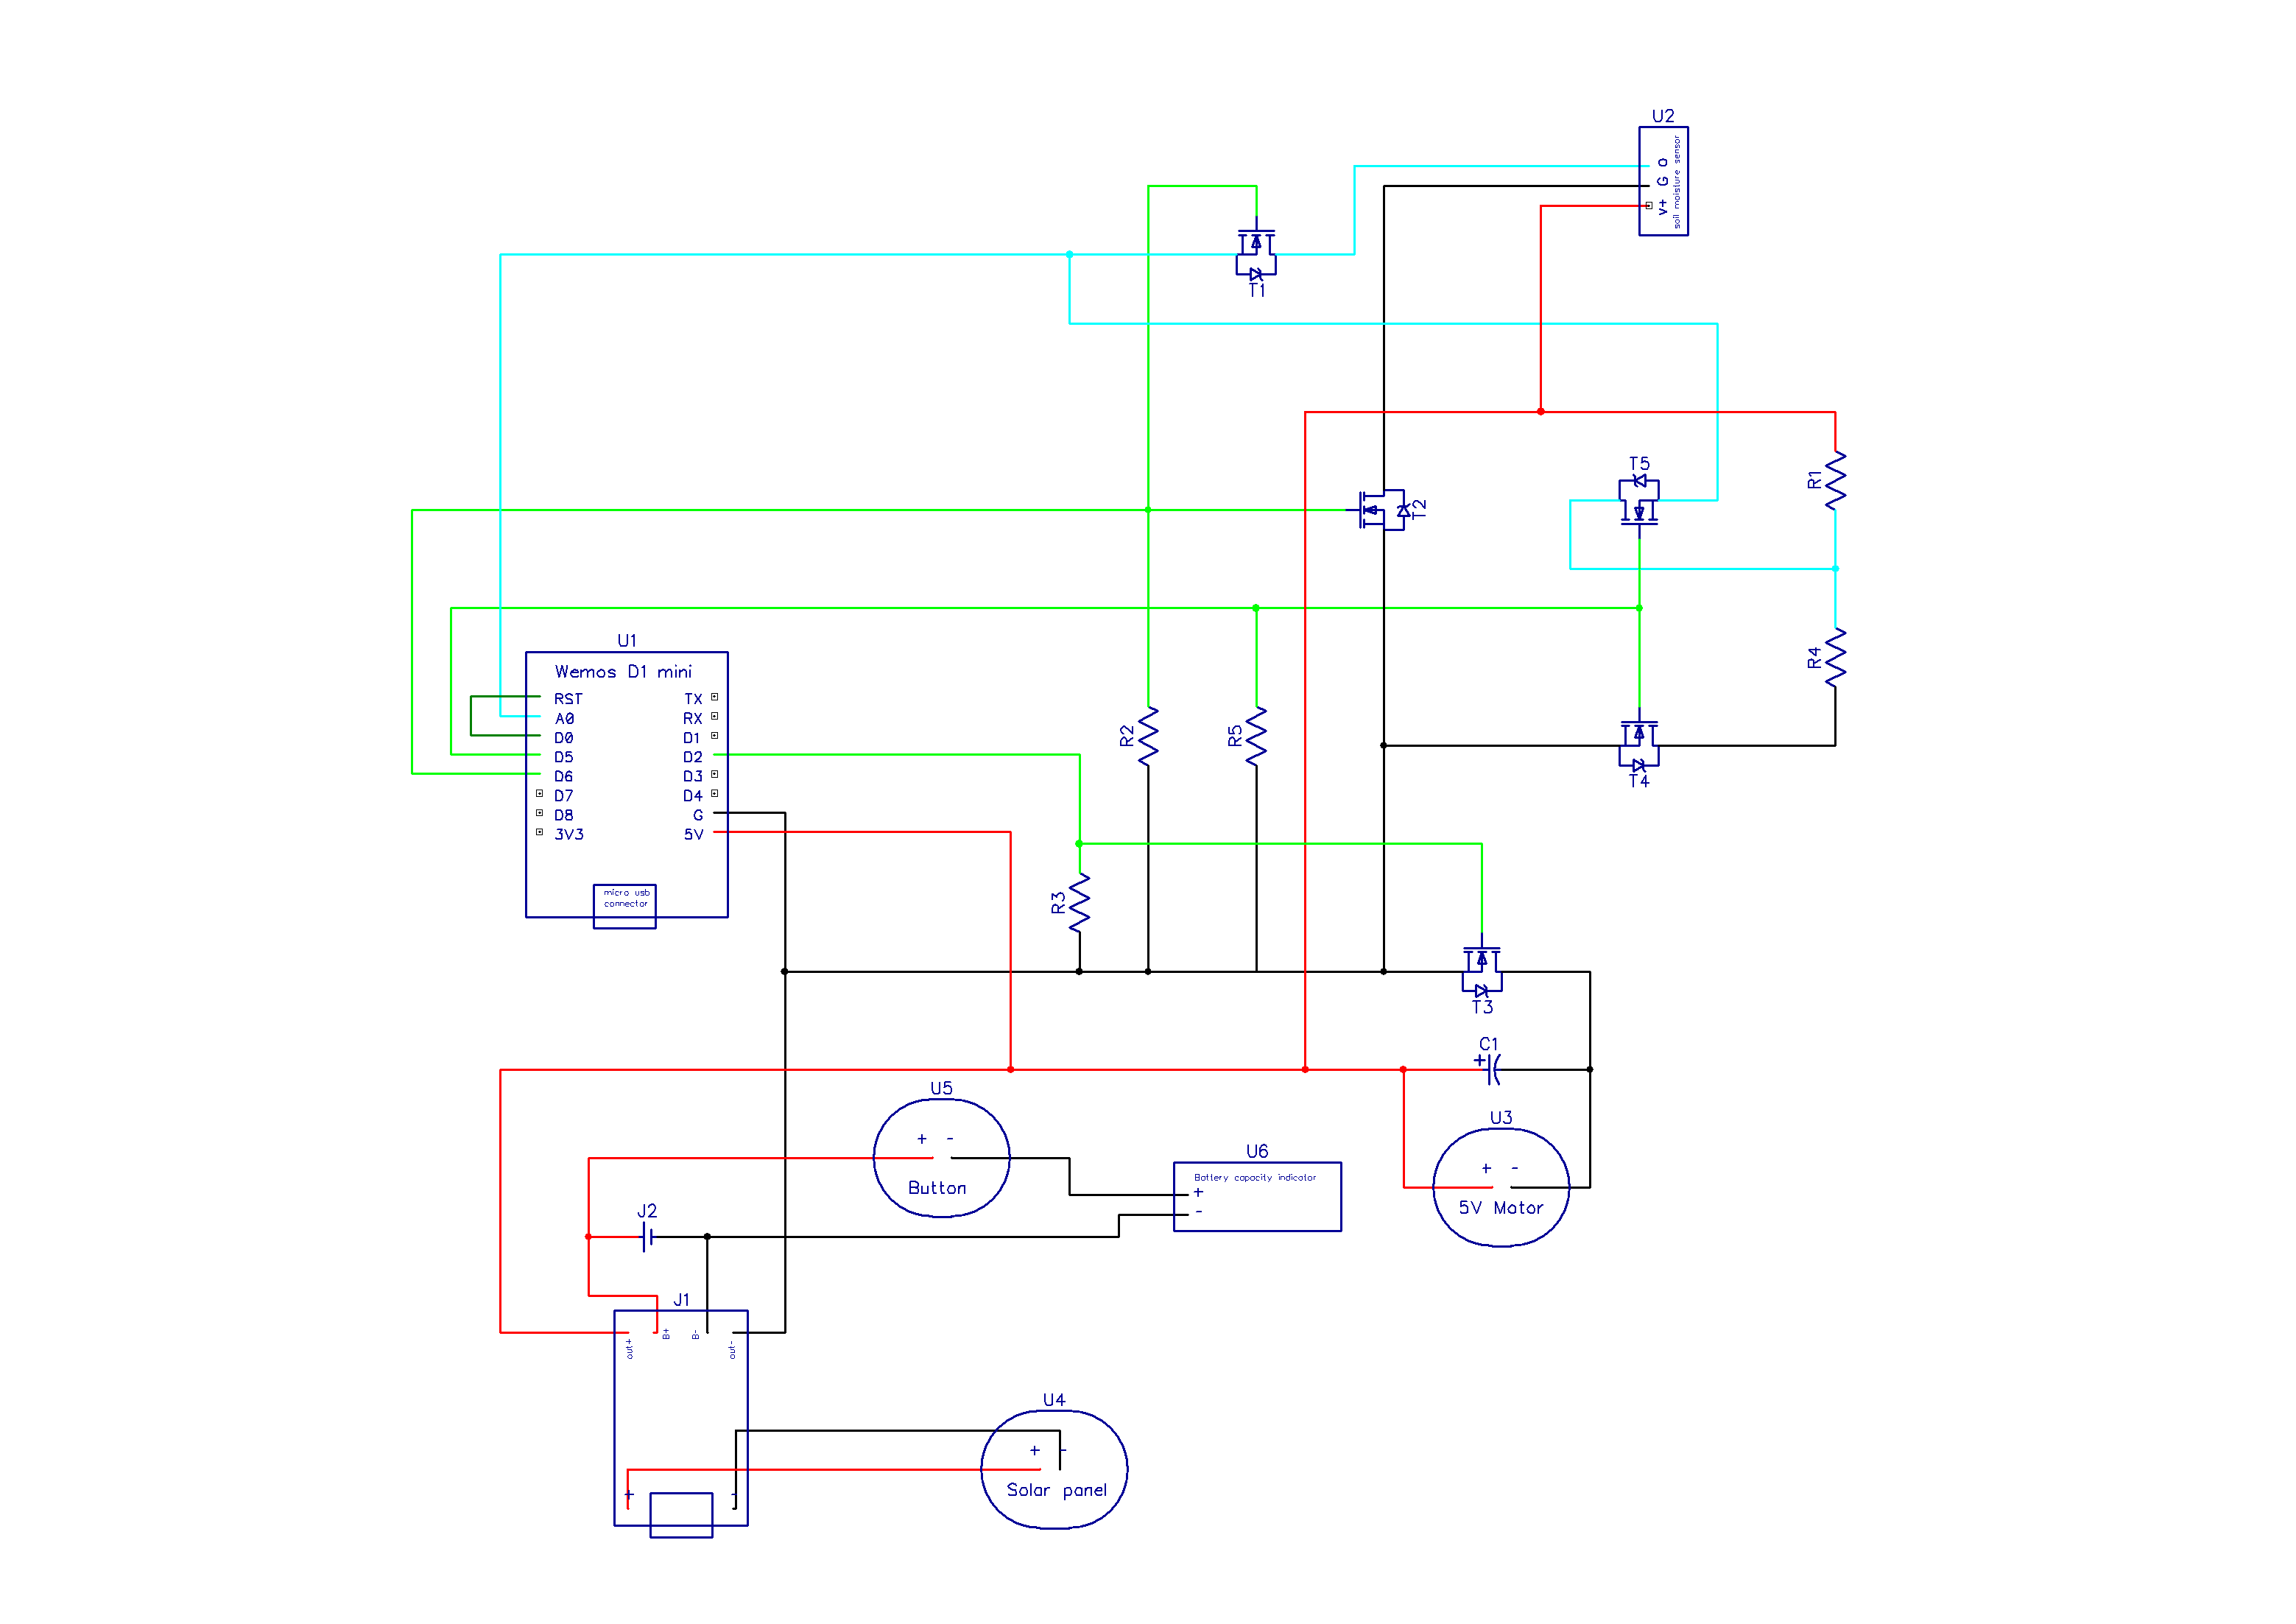 U2
O
G
V+
soil moisture sensor
T1
T5
R1
T2
U1
Wemos D1 mini
RST TX
A0 RX
D0 D1
D5 D2
D6 D3
D7 D4
D8 G
3V3 5V
micro usb
connector
R4
R2
R5
T4
R3
T3
C1
+
U5
+ -
Button
U6
Battery capacity indicator
+
-
U3
+ -
5V Motor
J2
J1
out+
B+
B-
out-
+ -
U4
+ -
Solar panel